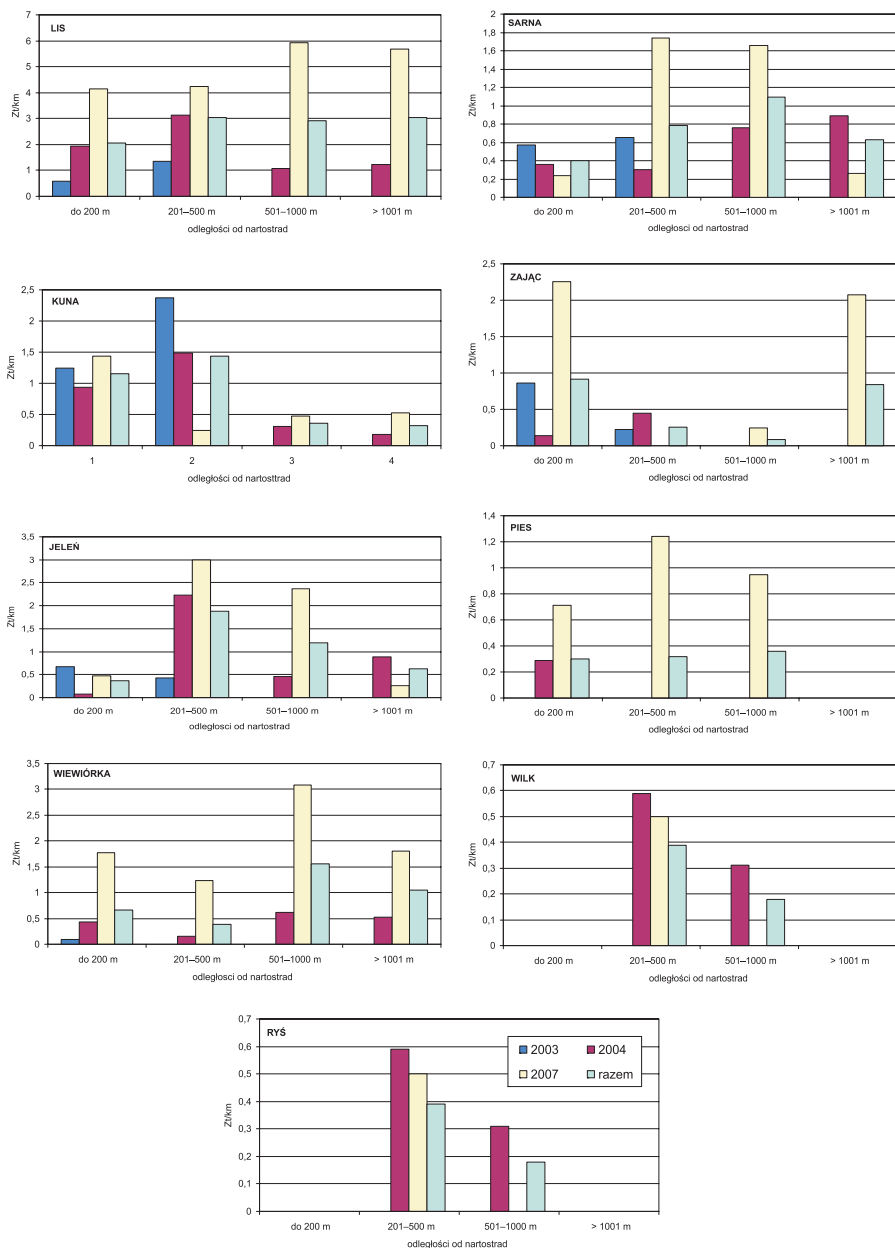 LIS
7
6
5
4
3
2
1
0
Zt/km
do 200 m 201–500 m 501–1000 m > 1001 m
odległości od nartostrad
SARNA
2
1,8
1,6
1,4
1,2
1
0,8
0,6
0,4
0,2
0
Zt/km
do 200 m 201–500 m 501–1000 m > 1001 m
odległości od nartostrad
KUNA
2,5
2
1,5
1
0,5
0
Zt/km
1 2 3 4
odległości od nartosttrad
ZAJĄC
2,5
2
1,5
1
0,5
0
Zt/km
do 200 m 201–500 m 501–1000 m > 1001 m
odległości od nartostrad
JELEŃ
3,5
3
2,5
2
1,5
1
0,5
0
Zt/km
do 200 m 201–500 m 501–1000 m > 1001 m
odległosci od nartostrad
PIES
1,4
1,2
1
0,8
0,6
0,4
0,2
0
Zt/km
do 200 m 201–500 m 501–1000 m > 1001 m
odległości od nartostrad
WIEWIÓRKA
3,5
3
2,5
2
1,5
1
0,5
0
Zt/km
do 200 m 201–500 m 501–1000 m > 1001 m
odległosci od nartostrad
WILK
0,7
0,6
0,5
0,4
0,3
0,2
0,1
0
Zt/km
do 200 m 201–500 m 501–1000 m > 1001 m
odległości od nartostrad
RYŚ
0,7
0,6
0,5
0,4
0,3
0,2
0,1
0
Zt/km
2003 2004
2007 razem
do 200 m 201–500 m 501–1000 m > 1001 m
odległości od nartostrad